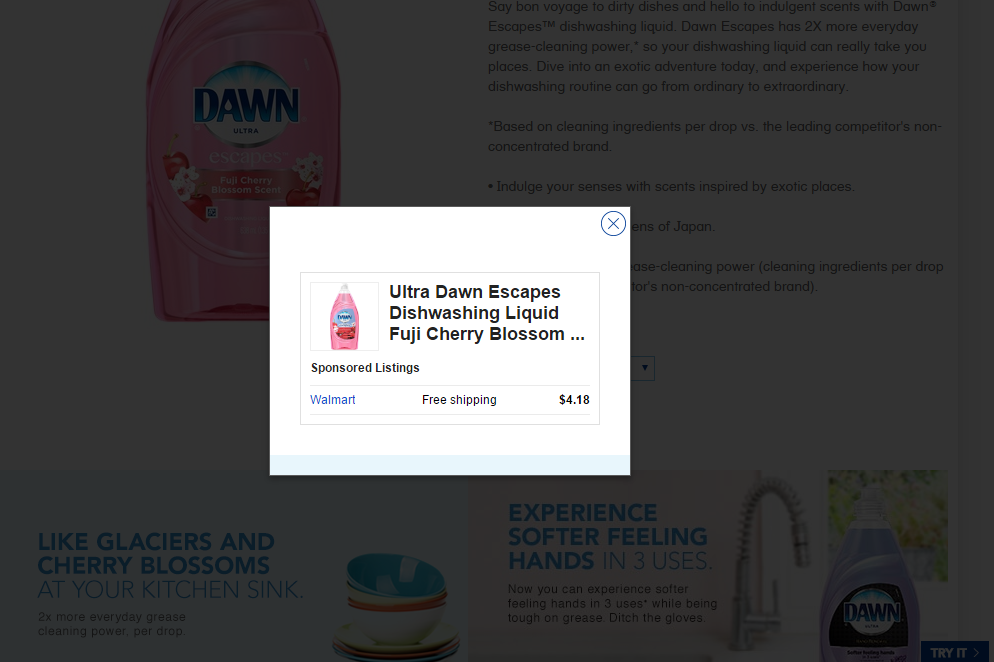 Say bon voyage to dirty dishes and hello to indulgent scents with Dawn®
Escapes™ dishwashing liquid. Dawn Escapes has 2X more everyday
grease-cleaning power,* so your dishwashing liquid can really take you
places. Dive into an exotic adventure today, and experience how your
dishwashing routine can go from ordinary to extraordinary.
*Based on cleaning ingredients per drop vs. the leading competitor's non-
concentrated brand.
• Indulge your senses with scents inspired by exotic places.
ens of Japan.
ase-cleaning power (cleaning ingredients per drop
tor's non-concentrated brand).
DAWN
ULTRA
escapes™
Fuji Cherry
Blossom Scent
Ultra Dawn Escapes
Dishwashing Liquid
Fuji Cherry Blossom ...
Sponsored Listings
Walmart Free shipping $4.18
LIKE GLACIERS AND
CHERRY BLOSSOMS
AT YOUR KITCHEN SINK.
2x more everyday grease
cleaning power, per drop.
EXPERIENCE
SOFTER FEELING
HANDS IN 3 USES.
Now you can experience softer
feeling hands in 3 uses* while being
tough on grease. Ditch the gloves.
DAWN
ULTRA
Softer feeling hands
TRY IT